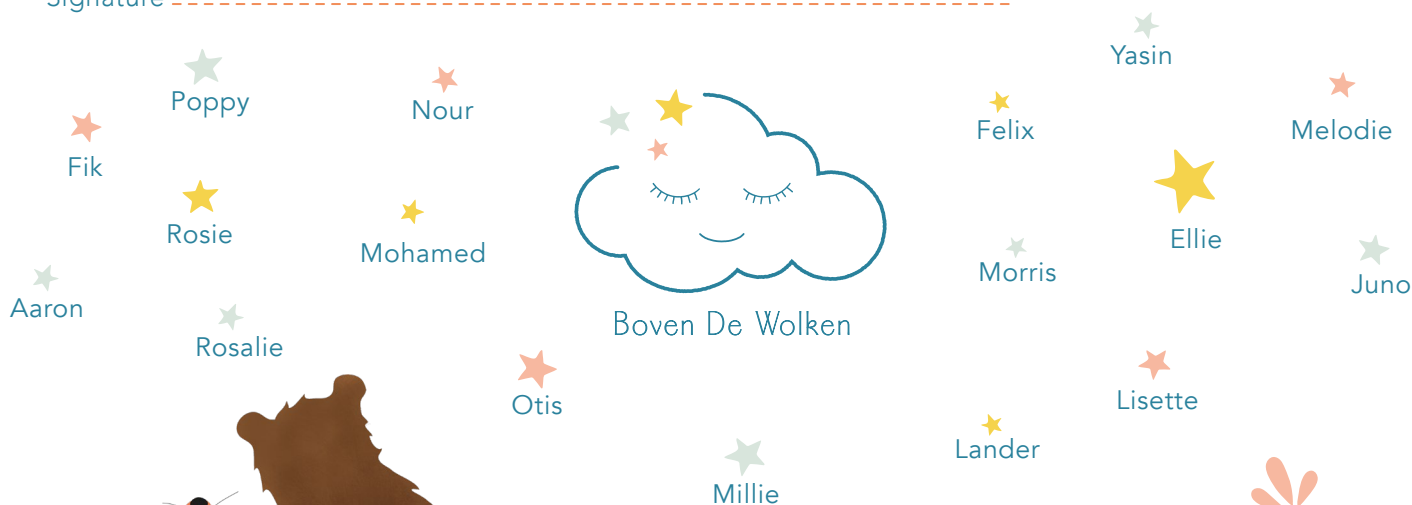 Signature
Yasin
Poppy
Nour
Felix
Melodie
Fik
Rosie
Mohamed
Ellie
Morris
Juno
Aaron
Rosalie
Boven De Wolken
Otis
Lisette
Lander
Millie